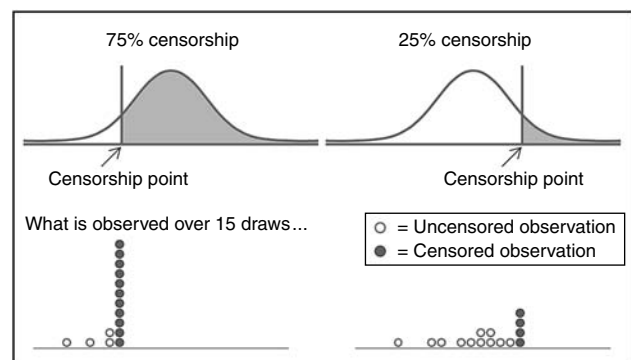 75% censorship
25% censorship
Censorship point
Censorship point
What is observed over 15 draws...
= Uncensored observation
= Censored observation